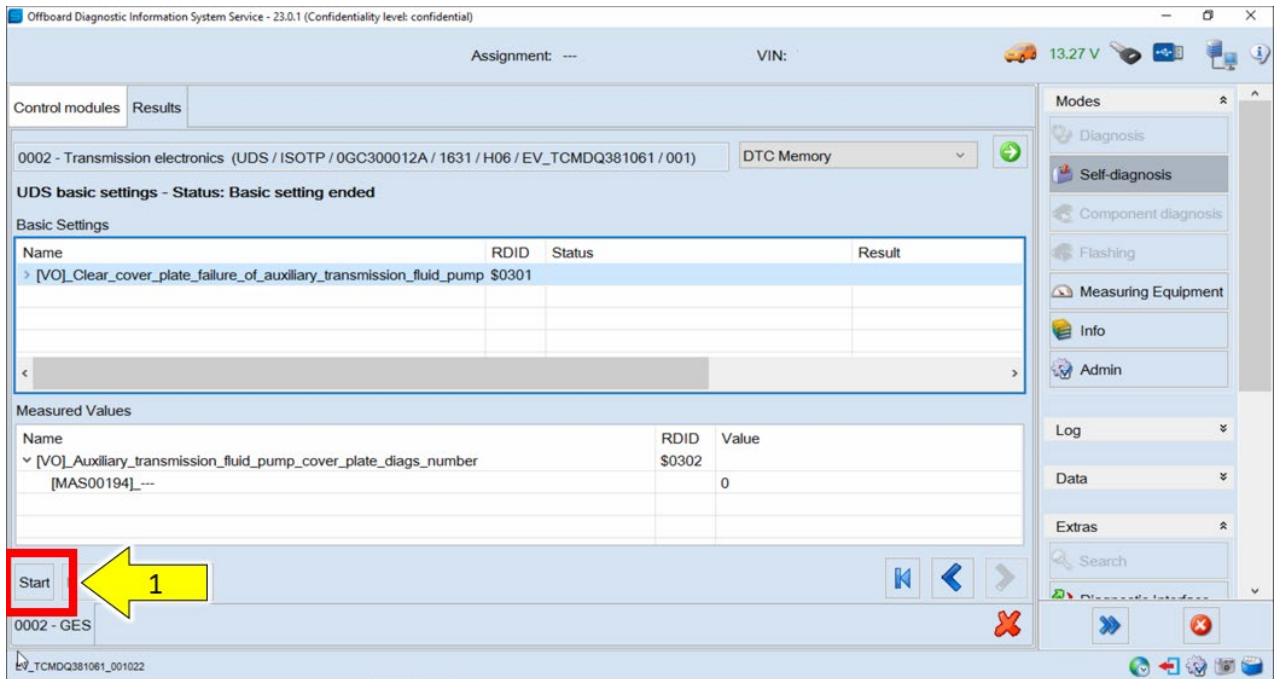 Offboard Diagnostic Information System Service - 23.0.1 (Confidentiality level: confidential)
Assignment: --- VIN:
13.27 V
Control modules Results
0002 - Transmission electronics (UDS / ISOTP / 0GC300012A / 1631 / H06 / EV_TCMDQ381061 / 001) DTC Memory
UDS basic settings - Status: Basic setting ended
Basic Settings
Name RDID Status Result
[VO]_Clear_cover_plate_failure_of_auxiliary_transmission_fluid_pump $0301
Measured Values
Name RDID Value
[VO]_Auxiliary_transmission_fluid_pump_cover_plate_diags_number $0302
[MAS00194]_--- 0
Start 1
0002 - GES
EV_TCMDQ381061_001022
Modes
Diagnosis
Self-diagnosis
Component diagnosis
Flashing
Measuring Equipment
Info
Admin
Log
Data
Extras
Search
Diagnostic interface